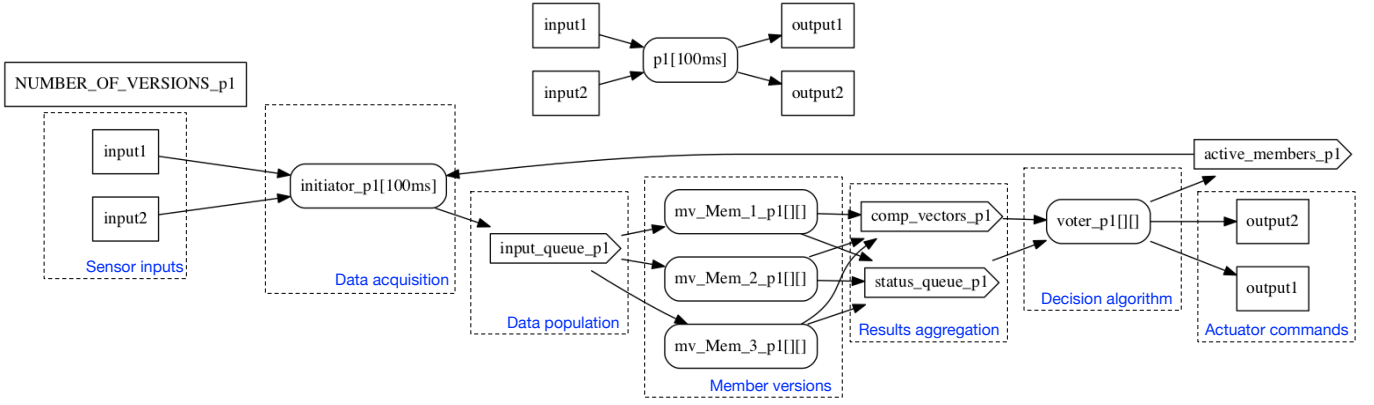 input1
output1
p1[100ms]
input2
output2
NUMBER_OF_VERSIONS_p1
input1
input2
Sensor inputs
initiator_p1[100ms]
Data acquisition
input_queue_p1
Data population
mv_Mem_1_p1[][]
mv_Mem_2_p1[][]
mv_Mem_3_p1[][]
Member versions
comp_vectors_p1
status_queue_p1
Results aggregation
voter_p1[][]
Decision algorithm
active_members_p1
output2
output1
Actuator commands